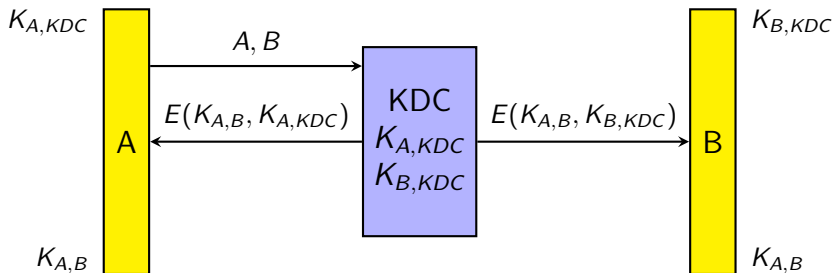 K_{A,KDC}
K_{B,KDC}
A, B
E(K_{A,B}, K_{A,KDC})
E(K_{A,B}, K_{B,KDC})
A
KDC
K_{A,KDC}
K_{B,KDC}
B
K_{A,B}
K_{A,B}